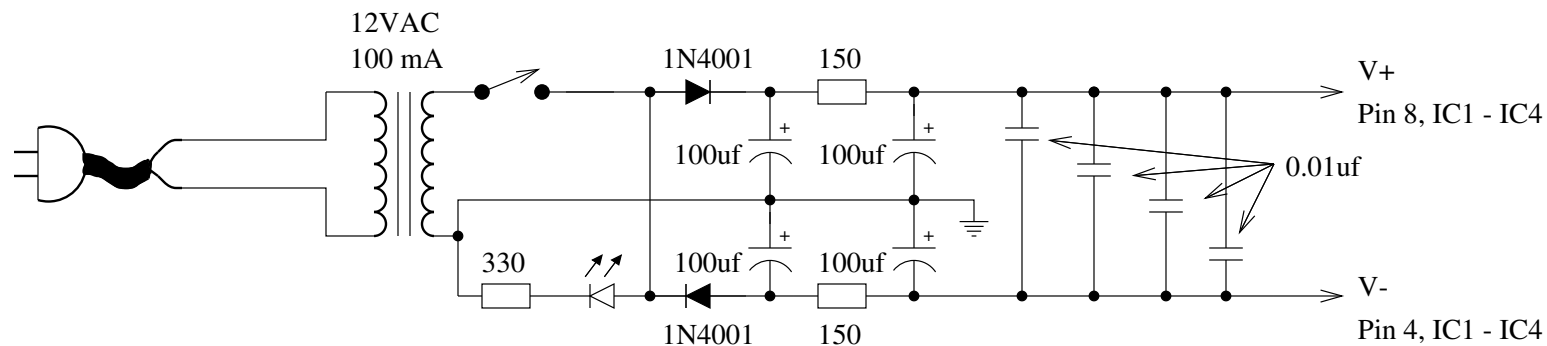 12VAC
100 mA
1N4001
150
V+
Pin 8, IC1 - IC4
+
+
100uf
100uf
0.01uf
+
+
330
100uf
100uf
V-
1N4001
150
Pin 4, IC1 - IC4